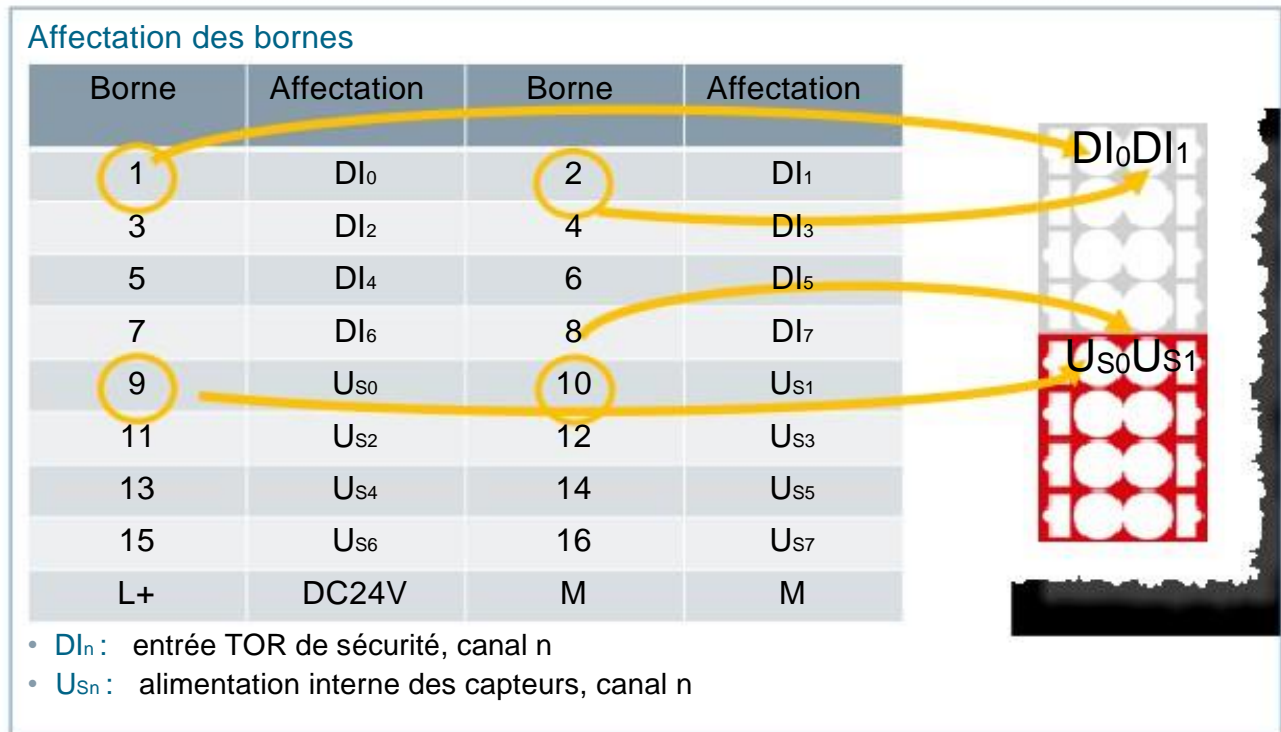 Affectation des bornes
Borne Affectation Borne Affectation
1 DI0 2 DI1
3 DI2 4 DI3
5 DI4 6 DI5
7 DI6 8 DI7
9 US0 10 US1
11 US2 12 US3
13 US4 14 US5
15 US6 16 US7
L+ DC24V M M
DI0DI1
US0US1
• DIn : entrée TOR de sécurité, canal n
• USn : alimentation interne des capteurs, canal n